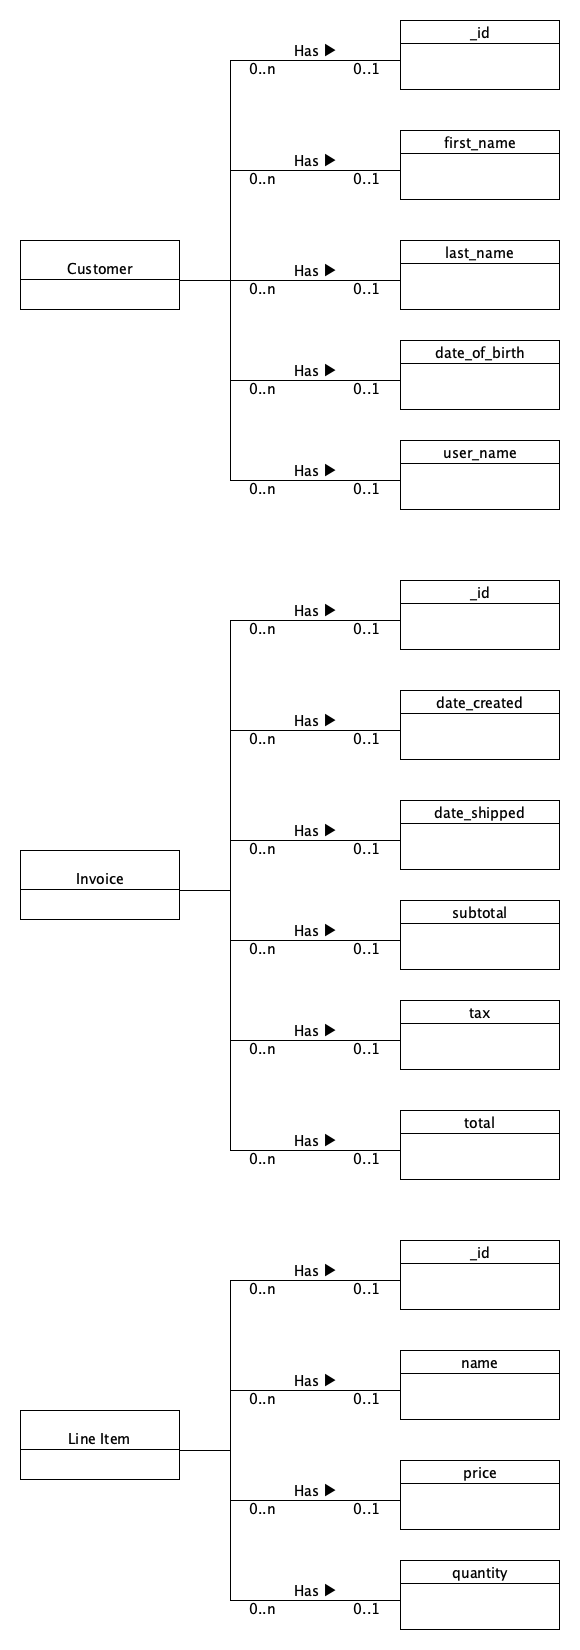 _id
Has ▶
0..n 0..1
first_name
Has ▶
0..n 0..1
Customer
last_name
Has ▶
0..n 0..1
date_of_birth
Has ▶
0..n 0..1
user_name
Has ▶
0..n 0..1
_id
Has ▶
0..n 0..1
date_created
Has ▶
0..n 0..1
date_shipped
Has ▶
0..n 0..1
Invoice
subtotal
Has ▶
0..n 0..1
tax
Has ▶
0..n 0..1
total
Has ▶
0..n 0..1
_id
Has ▶
0..n 0..1
name
Has ▶
0..n 0..1
Line Item
price
Has ▶
0..n 0..1
quantity
Has ▶
0..n 0..1